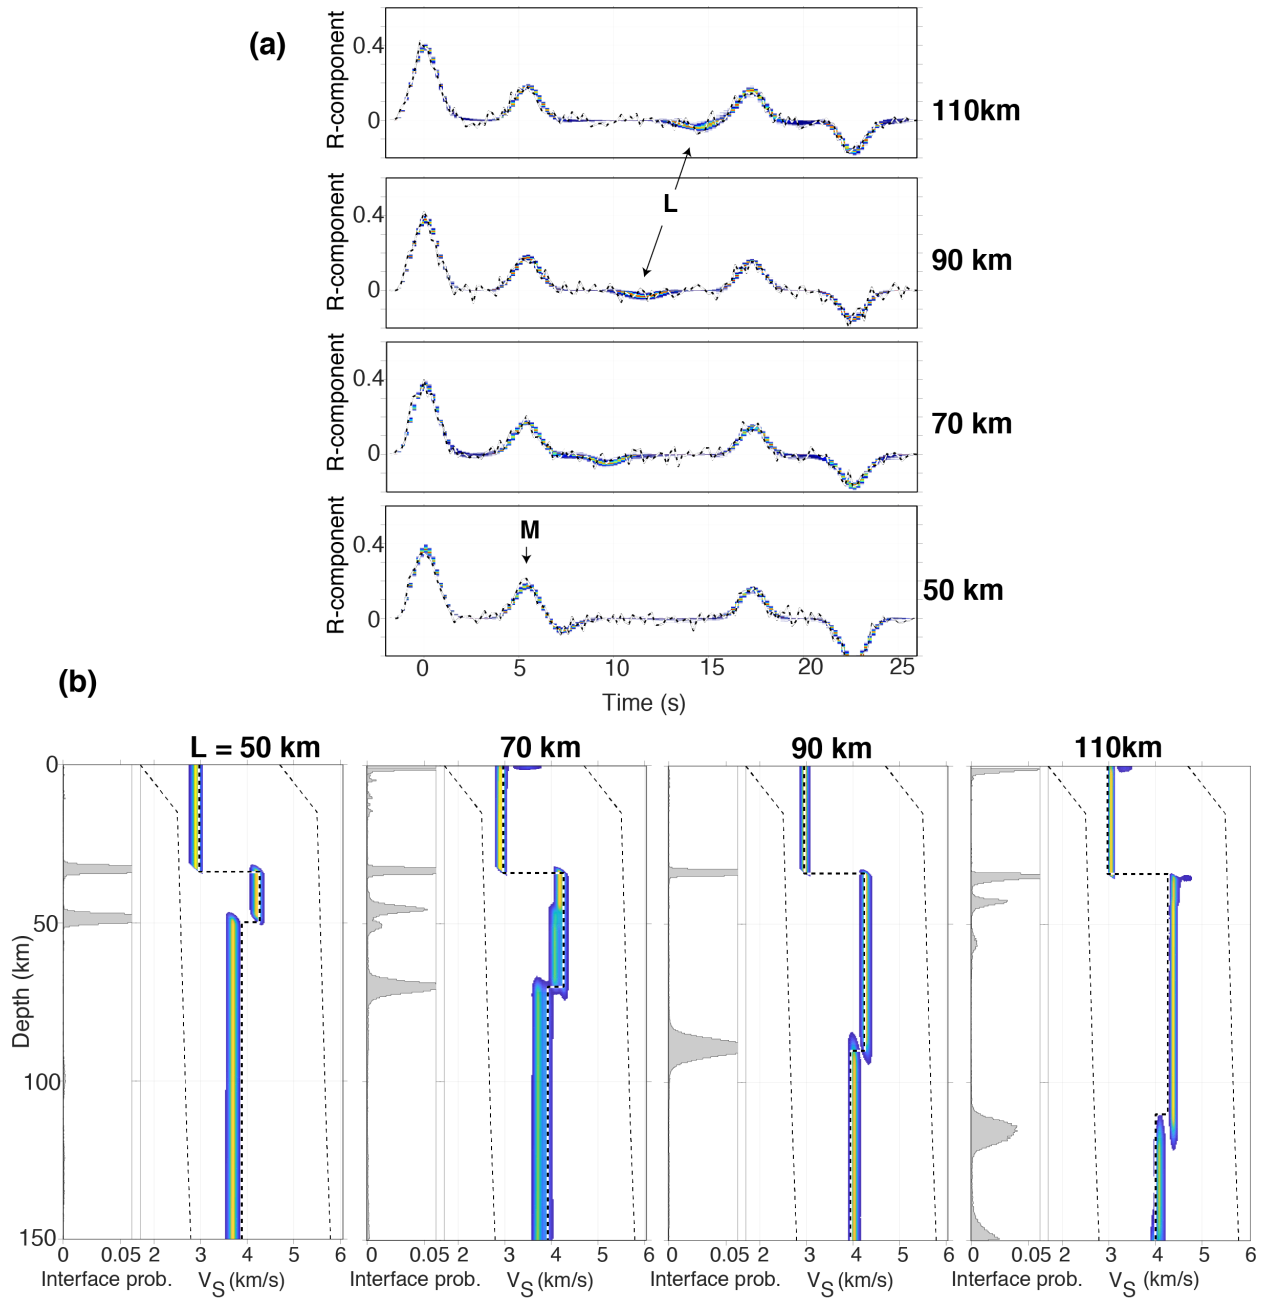 (a)
R-component
0.4
0
110km
L
R-component
0.4
0
90 km
R-component
0.4
0
70 km
M
R-component
0.4
0
50 km
0 5 10 15 20 25
Time (s)
(b)
L = 50 km 70 km 90 km 110km
Depth (km)
0
50
100
150
0 0.05 2 3 4 5 6 0 0.05 2 3 4 5 6 0 0.05 2 3 4 5 6 0 0.05 2 3 4 5 6
Interface prob. VS (km/s) Interface prob. VS (km/s) Interface prob. VS (km/s) Interface prob. VS (km/s)